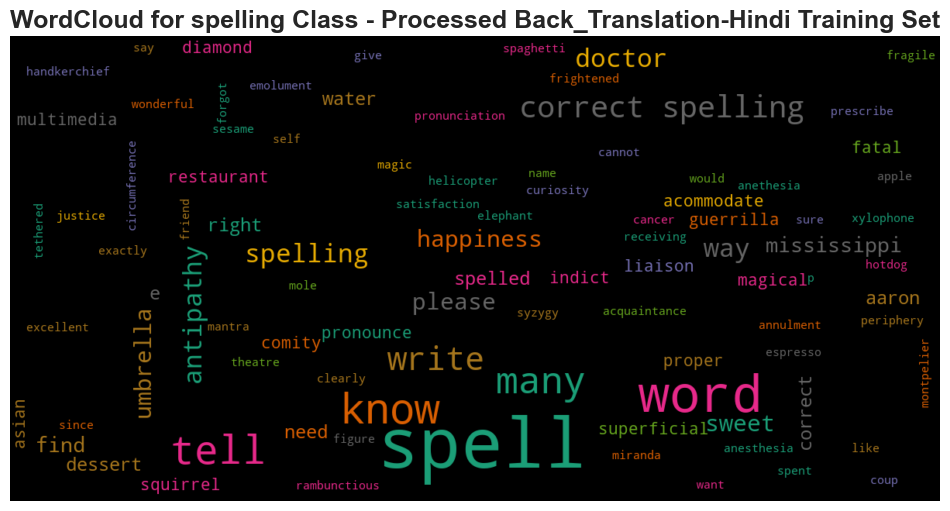 WordCloud for spelling Class - Processed Back_Translation-Hindi Training Set
say
diamond
give
spaghetti
doctor
fragile
handkerchief
emolument
frightened
wonderful
forgot
water
correct spelling
prescribe
multimedia
sesame
pronunciation
self
circumference
cannot
fatal
magic
restaurant
helicopter
name
curiosity
would
anethesia
apple
tethered
justice
friend
satisfaction
elephant
acommodate
right
cancer
guerrilla
sure
xylophone
exactly
spelling
happiness
receiving
way
mississippi
antipathy
spelled
indict
liaison
magical
p
hotdog
e
mole
please
syzygy
acquaintance
aaron
excellent
umbrella
mantra
pronounce
annulment
periphery
comity
theatre
write
proper
espresso
montpelier
clearly
many
word
correct
asian
since
know
need
figure
spell
superficial
sweet
find
tell
miranda
anesthesia
like
dessert
squirrel
rambunctious
want
spent
coup